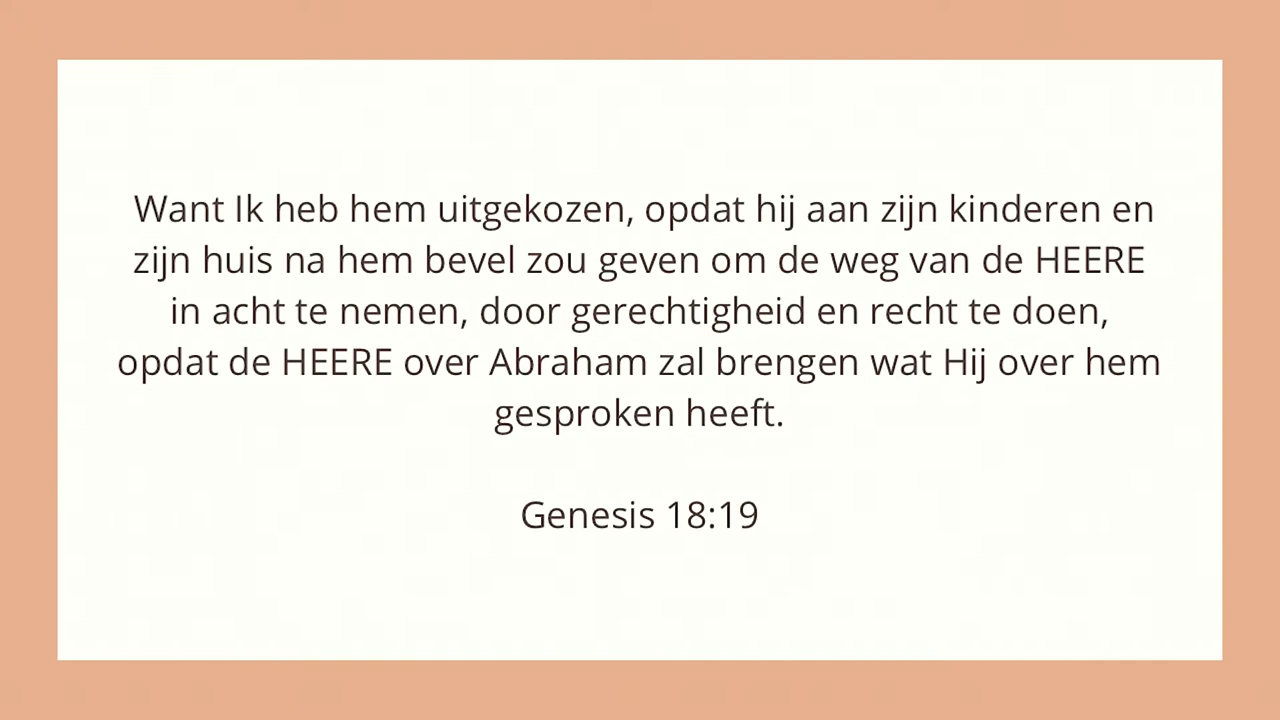 Want Ik heb hem uitgekozen, opdat hij aan zijn kinderen en
zijn huis na hem bevel zou geven om de weg van de HEERE
in acht te nemen, door gerechtigheid en recht te doen,
opdat de HEERE over Abraham zal brengen wat Hij over hem
gesproken heeft.
Genesis 18:19